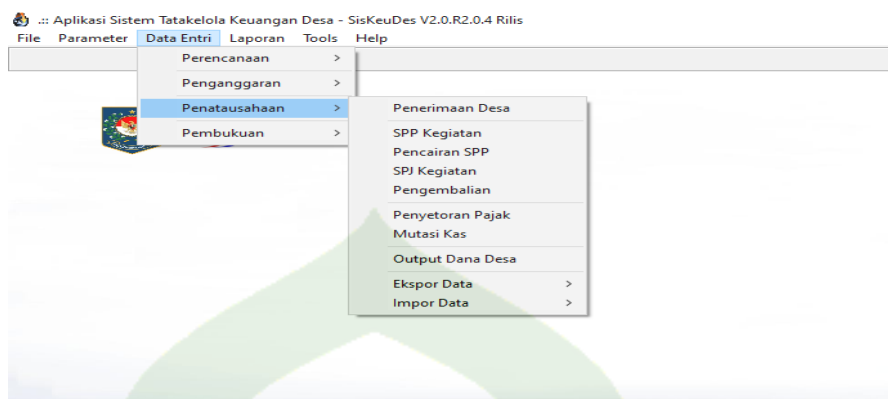 .:: Aplikasi Sistem Tatakelola Keuangan Desa - SisKeuDes V2.0.R2.0.4 Rilis
File Parameter Data Entri Laporan Tools Help
Perencanaan >
Penganggaran >
Penatausahaan >
Pembukuan >
Penerimaan Desa
SPP Kegiatan
Pencairan SPP
SPJ Kegiatan
Pengembalian
Penyetoran Pajak
Mutasi Kas
Output Dana Desa
Ekspor Data >
Impor Data >